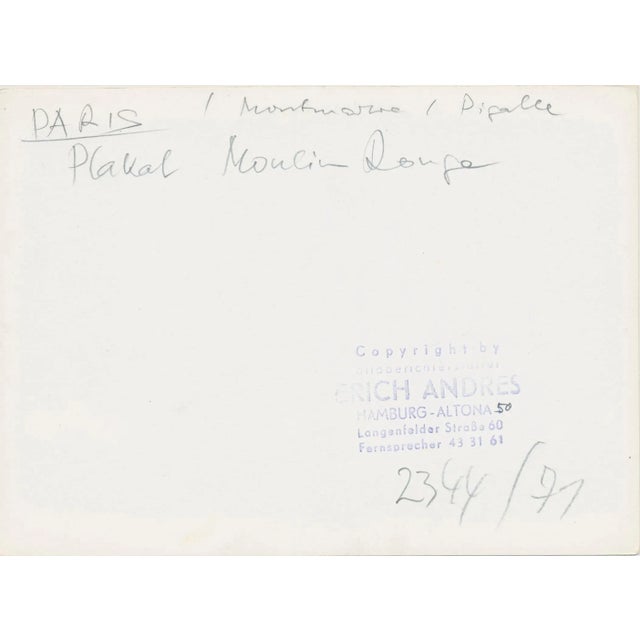 PARIS / Montmartre / Pigalle
Plakat Moulin Rouge
Copyright by
Bildberichterstatter
ERICH ANDRES
HAMBURG-ALTONA 50
Langenfelder Straße 60
Fernsprecher 43 31 61
2344/71